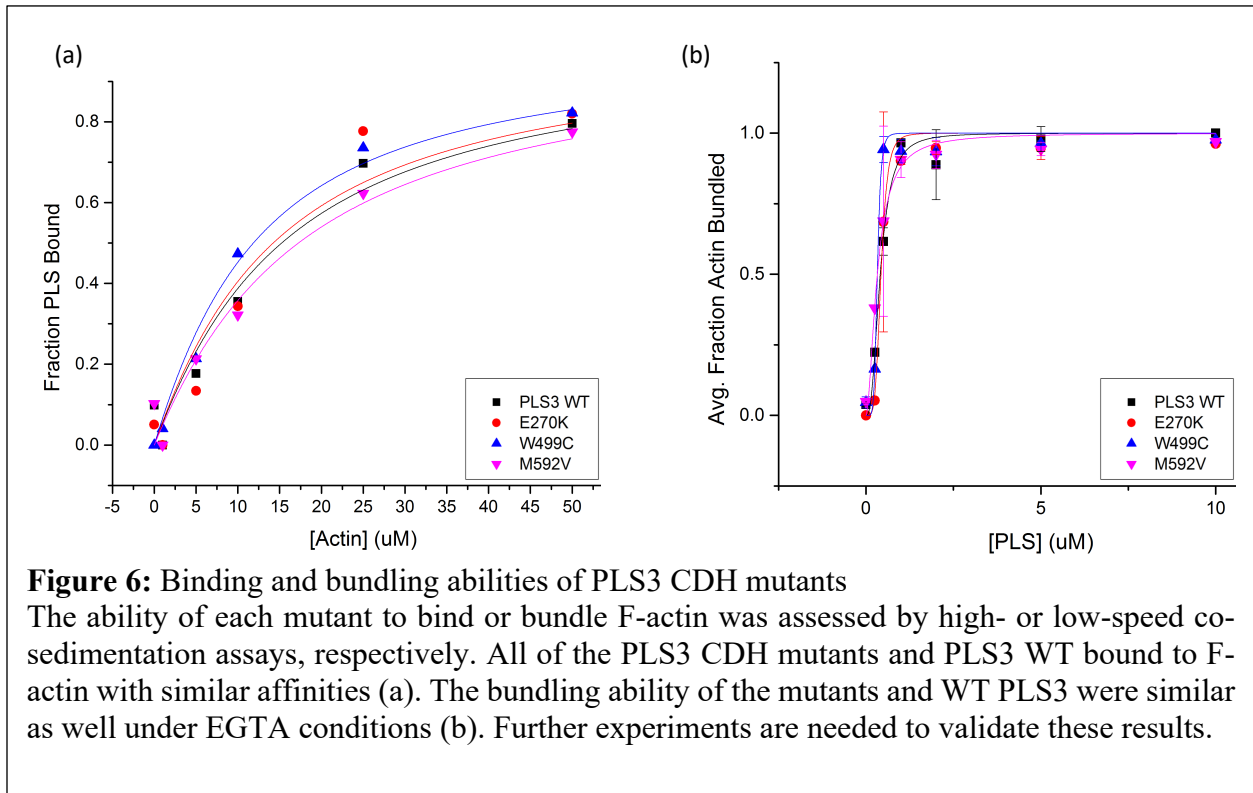 (a)
Fraction PLS Bound
0.8
0.6
0.4
0.2
0.0
-5 0 5 10 15 20 25 30 35 40 45 50
[Actin] (uM)
PLS3 WT
E270K
W499C
M592V
(b)
Avg. Fraction Actin Bundled
1.0
0.5
0.0
0 5 10
[PLS] (uM)
PLS3 WT
E270K
W499C
M592V
Figure 6: Binding and bundling abilities of PLS3 CDH mutants
The ability of each mutant to bind or bundle F-actin was assessed by high- or low-speed co-
sedimentation assays, respectively. All of the PLS3 CDH mutants and PLS3 WT bound to F-
actin with similar affinities (a). The bundling ability of the mutants and WT PLS3 were similar
as well under EGTA conditions (b). Further experiments are needed to validate these results.